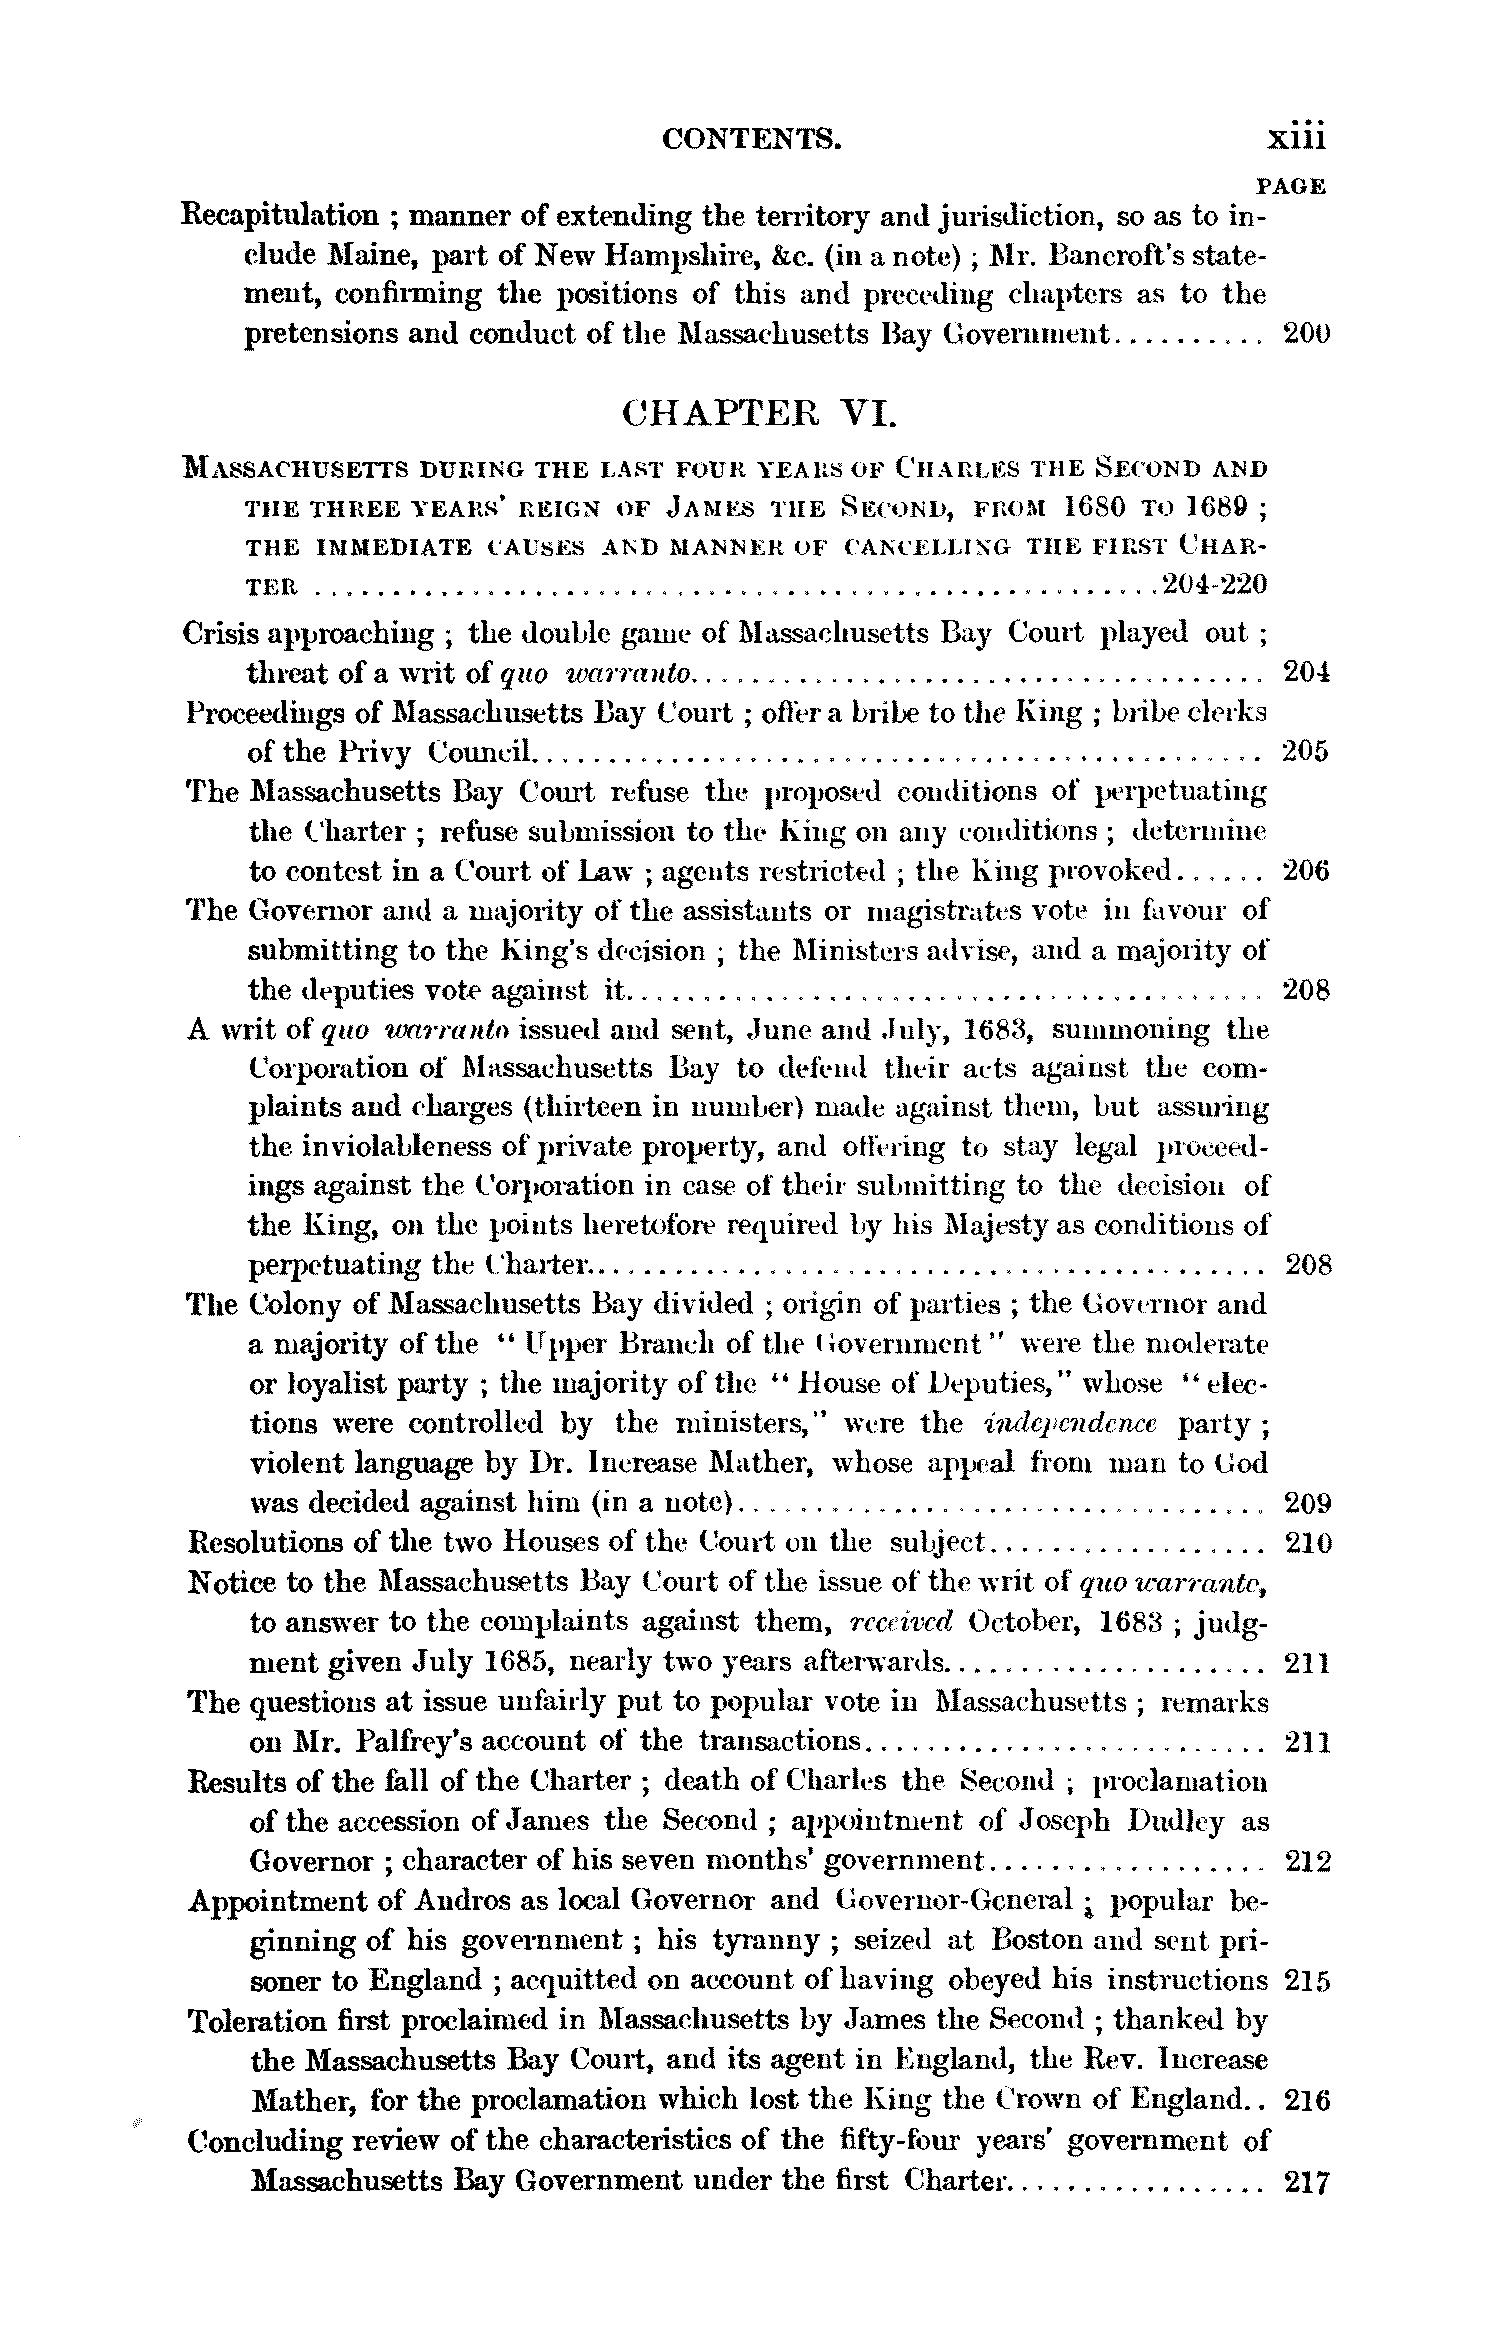 CONTENTS. xiii
PAGE
Recapitulation ; manner of extending the territory and jurisdiction, so as to in-
clude Maine, part of New Hampshire, &c. (in a note) ; Mr. Bancroft's state-
ment, confirming the positions of this and preceding chapters as to the
pretensions and conduct of the Massachusetts Bay Government.......... 200
CHAPTER VI.
MASSACHUSETTS DURING THE LAST FOUR YEARS OF CHARLES THE SECOND AND
THE THREE YEARS' REIGN OF JAMES THE SECOND, FROM 1680 TO 1689 ;
THE IMMEDIATE CAUSES AND MANNER OF CANCELLING THE FIRST CHAR-
TER ......................................................204-220
Crisis approaching ; the double game of Massachusetts Bay Court played out ;
threat of a writ of quo warranto..................................... 204
Proceedings of Massachusetts Bay Court ; offer a bribe to the King ; bribe clerks
of the Privy Council............................................... 205
The Massachusetts Bay Court refuse the proposed conditions of perpetuating
the Charter ; refuse submission to the King on any conditions ; determine
to contest in a Court of Law ; agents restricted ; the King provoked...... 206
The Governor and a majority of the assistants or magistrates vote in favour of
submitting to the King's decision ; the Ministers advise, and a majority of
the deputies vote against it......................................... 208
A writ of quo warranto issued and sent, June and July, 1683, summoning the
Corporation of Massachusetts Bay to defend their acts against the com-
plaints and charges (thirteen in number) made against them, but assuring
the inviolableness of private property, and offering to stay legal proceed-
ings against the Corporation in case of their submitting to the decision of
the King, on the points heretofore required by his Majesty as conditions of
perpetuating the Charter............................................ 208
The Colony of Massachusetts Bay divided ; origin of parties ; the Governor and
a majority of the " Upper Branch of the Government" were the moderate
or loyalist party ; the majority of the " House of Deputies," whose " elec-
tions were controlled by the ministers," were the independence party ;
violent language by Dr. Increase Mather, whose appeal from man to God
was decided against him (in a note).................................. 209
Resolutions of the two Houses of the Court on the subject.................. 210
Notice to the Massachusetts Bay Court of the issue of the writ of quo warranto,
to answer to the complaints against them, received October, 1683 ; judg-
ment given July 1685, nearly two years afterwards..................... 211
The questions at issue unfairly put to popular vote in Massachusetts ; remarks
on Mr. Palfrey's account of the transactions.......................... 211
Results of the fall of the Charter ; death of Charles the Second ; proclamation
of the accession of James the Second ; appointment of Joseph Dudley as
Governor ; character of his seven months' government.................. 212
Appointment of Andros as local Governor and Governor-General ; popular be-
ginning of his government ; his tyranny ; seized at Boston and sent pri-
soner to England ; acquitted on account of having obeyed his instructions 215
Toleration first proclaimed in Massachusetts by James the Second ; thanked by
the Massachusetts Bay Court, and its agent in England, the Rev. Increase
Mather, for the proclamation which lost the King the Crown of England.. 216
Concluding review of the characteristics of the fifty-four years' government of
Massachusetts Bay Government under the first Charter................. 217